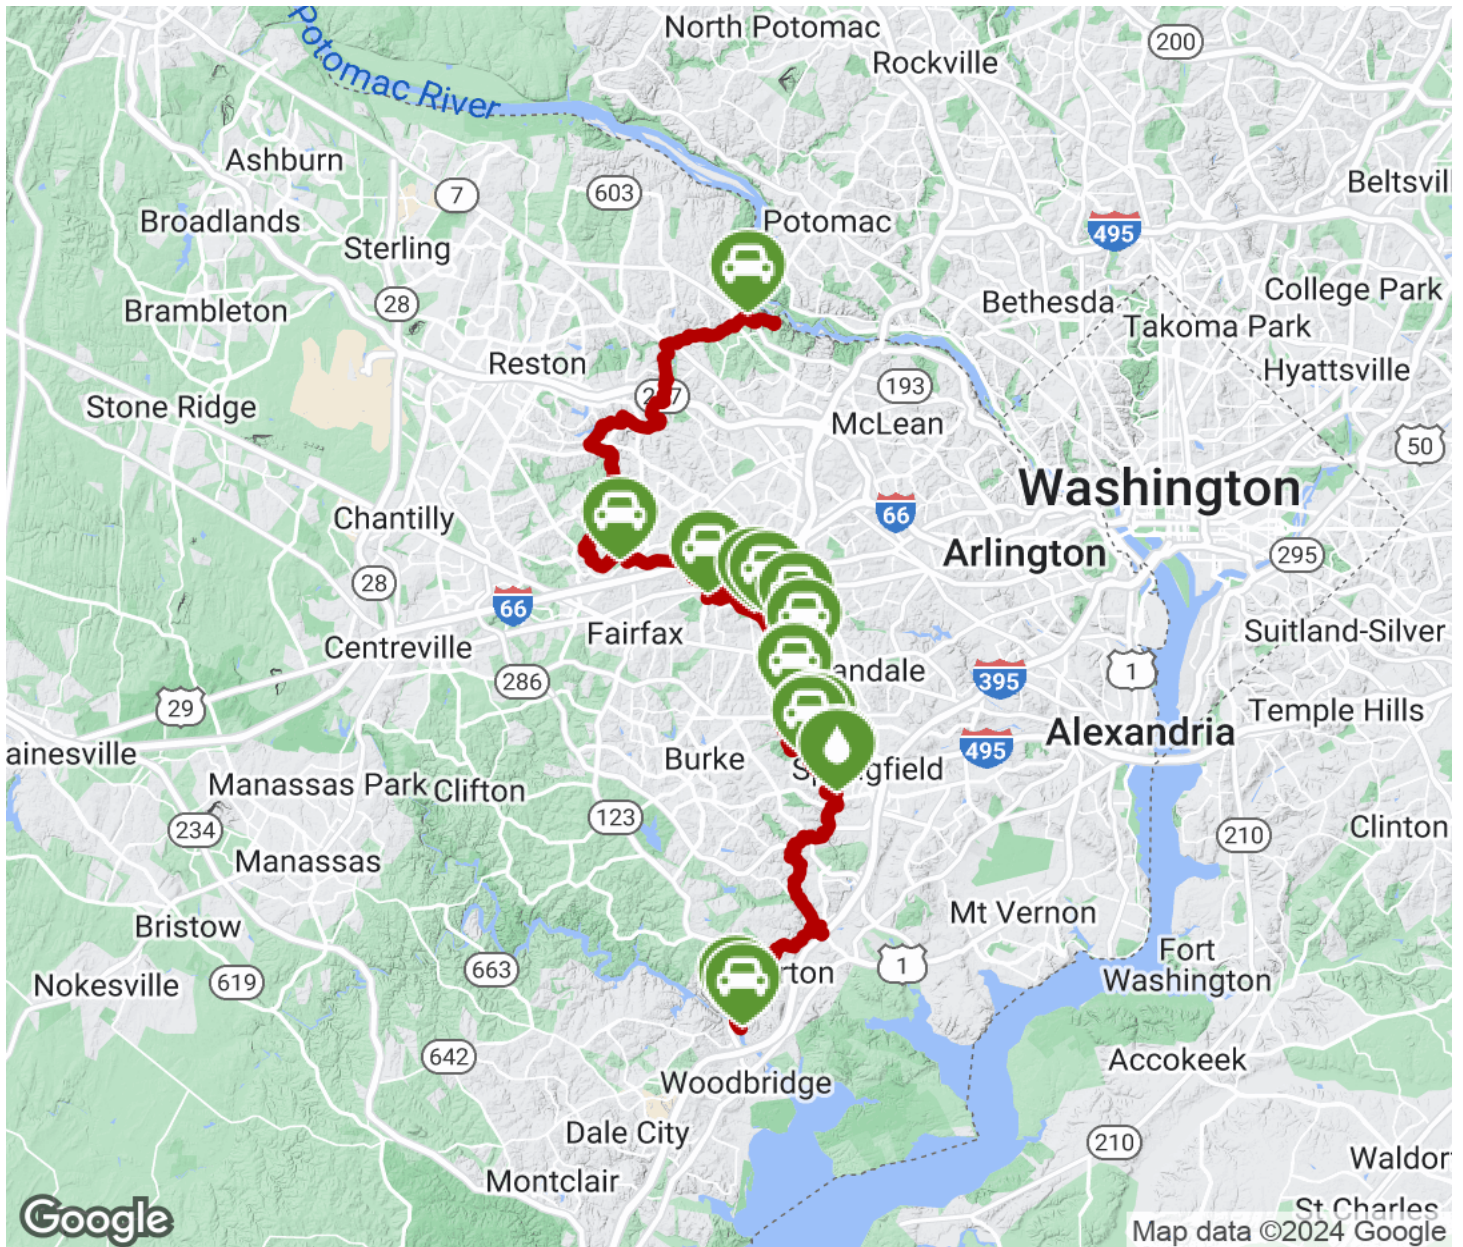 North Potomac
200
Rockville
Potomac River
Ashburn
Beltsvil
7
603
Broadlands
Potomac
495
Sterling
College Park
Brambleton
28
Bethesda
Takoma Park
Reston
Hyattsville
193
Stone Ridge
McLean
50
Washington
Chantilly
66
Arlington
295
28
66
Fairfax
Suitland-Silver
Centreville
andale
1
286
395
29
Temple Hills
Alexandria
495
ainesville
Burke
Springfield
Manassas Park
Clifton
123
234
210
Clinton
Manassas
Mt Vernon
Bristow
Fort
Washington
663
1
rton
619
Nokesville
642
Accokeek
Woodbridge
Dale City
210
Waldor
Montclair
St Charles
Google
Map data ©2024 Google